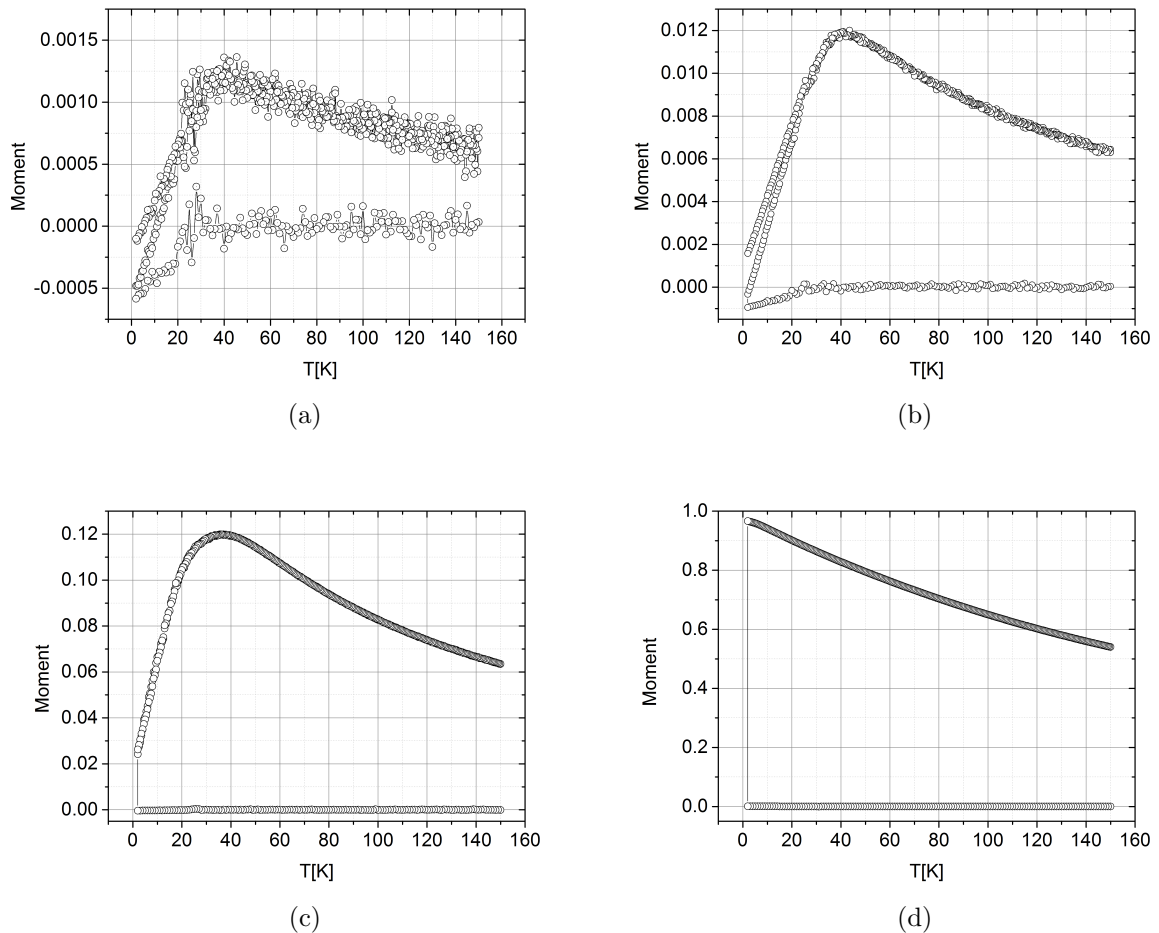 0.0015
0.0010
0.0005
0.0000
-0.0005
Moment
0 20 40 60 80 100 120 140 160
T[K]
(a)
0.012
0.010
0.008
0.006
0.004
0.002
0.000
Moment
0 20 40 60 80 100 120 140 160
T[K]
(b)
0.12
0.10
0.08
0.06
0.04
0.02
0.00
Moment
0 20 40 60 80 100 120 140 160
T[K]
(c)
1.0
0.8
0.6
0.4
0.2
0.0
Moment
0 20 40 60 80 100 120 140 160
T[K]
(d)